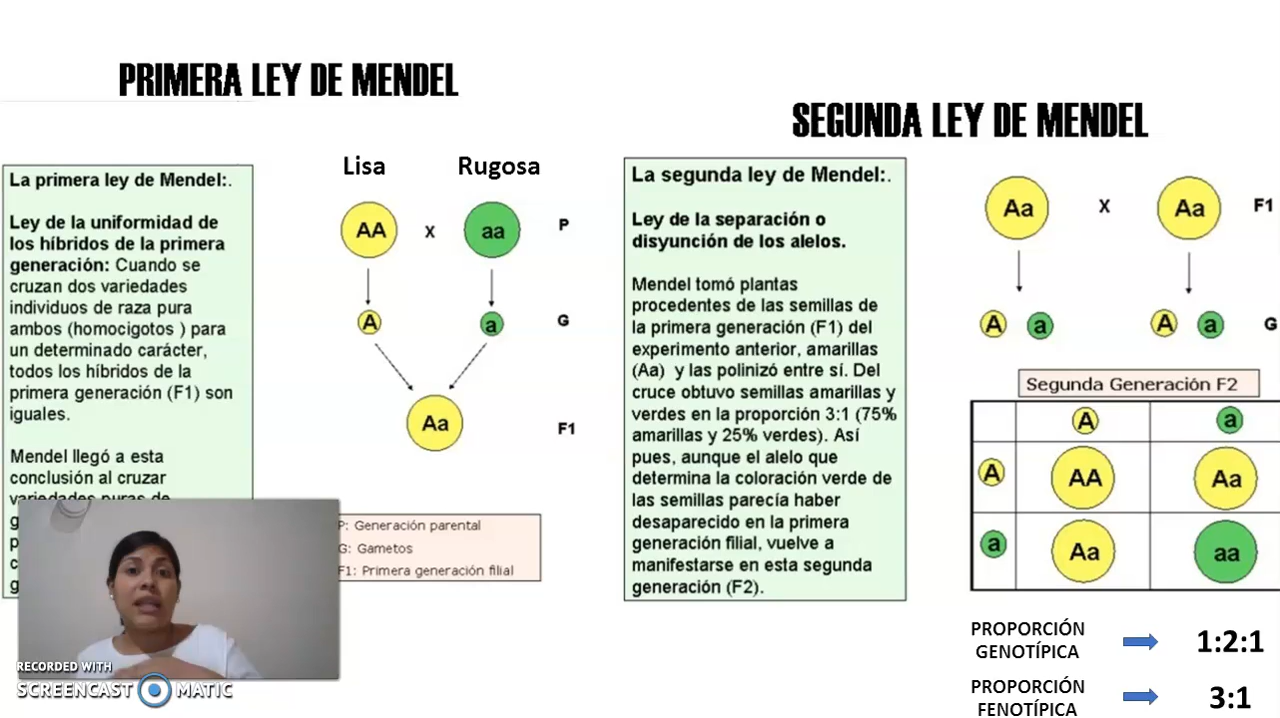 PRIMERA LEY DE MENDEL
La primera ley de Mendel:.
Ley de la uniformidad de
los híbridos de la primera
generación: Cuando se
cruzan dos variedades
individuos de raza pura
ambos (homocigotos ) para
un determinado carácter,
todos los híbridos de la
primera generación (F1) son
iguales.
Mendel llegó a esta
conclusión al cruzar
variedades puras de
Lisa Rugosa
AA X aa P
A a G
Aa F1
P: Generación parental
G: Gametos
F1: Primera generación filial
RECORDED WITH
SCREENCAST MATIC
SEGUNDA LEY DE MENDEL
La segunda ley de Mendel:.
Ley de la separación o
disyunción de los alelos.
Mendel tomó plantas
procedentes de las semillas de
la primera generación (F1) del
experimento anterior, amarillas
(Aa) y las polinizó entre sí. Del
cruce obtuvo semillas amarillas y
verdes en la proporción 3:1 (75%
amarillas y 25% verdes). Así
pues, aunque el alelo que
determina la coloración verde de
las semillas parecía haber
desaparecido en la primera
generación filial, vuelve a
manifestarse en esta segunda
generación (F2).
Aa X Aa F1
A a A a G
Segunda Generación F2
A a
A AA Aa
a Aa aa
PROPORCIÓN
GENOTÍPICA 1:2:1
PROPORCIÓN
FENOTÍPICA 3:1